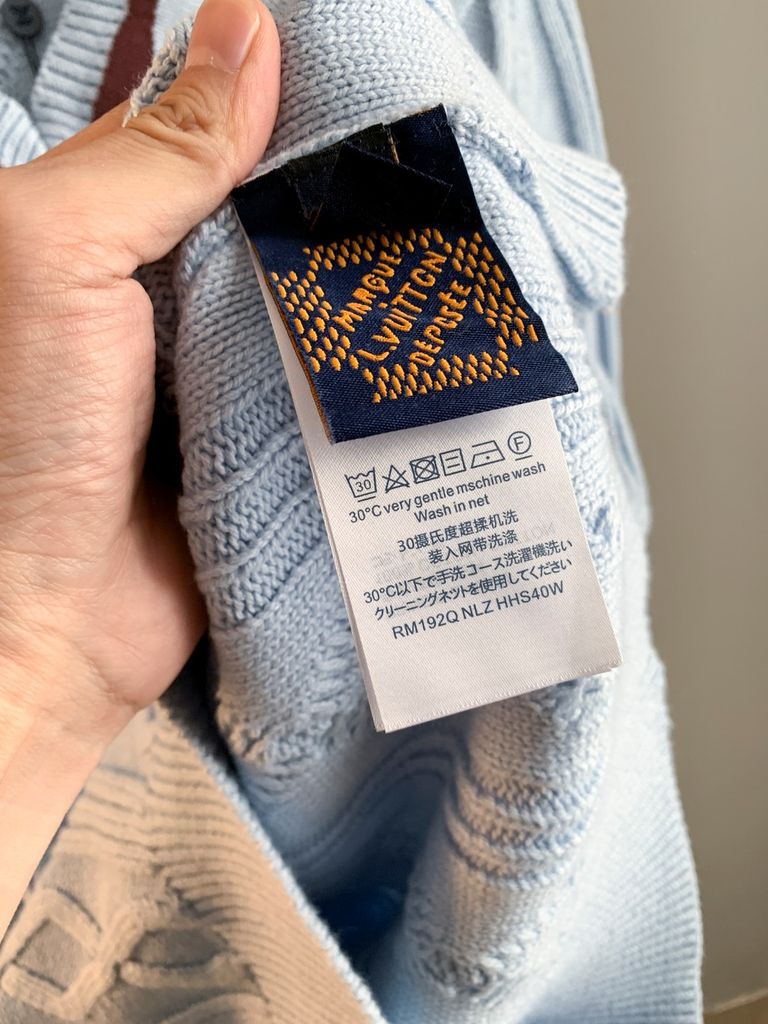 MARQUE
L.VUITTON
DEPOSÉE
30
F
30°C very gentle mschine wash
Wash in net
30摄氏度超揉机洗
装入网带洗涤
30°C以下で手洗コース洗濯機洗い
クリーニングネットを使用してください
RM192Q NLZ HHS40W